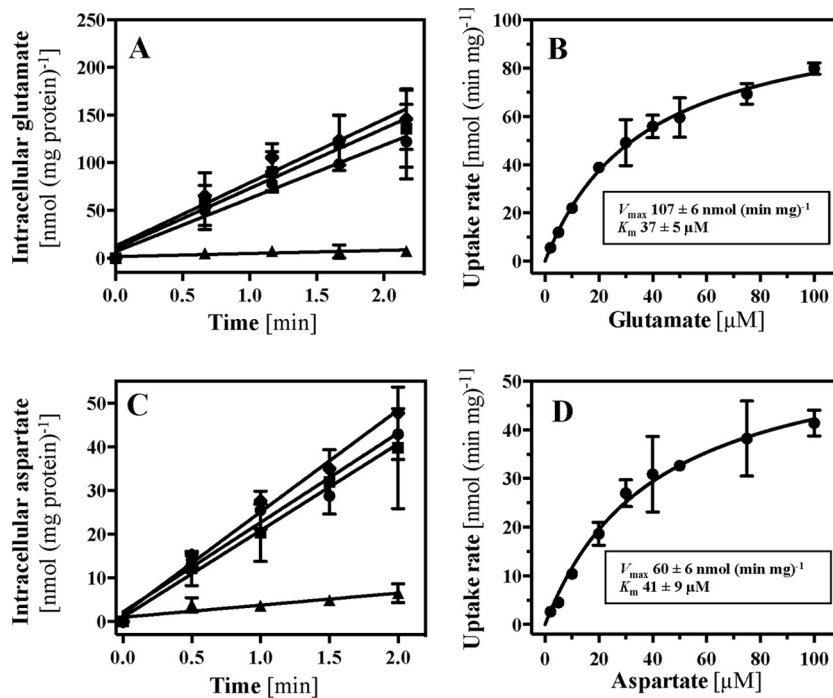 A
Intracellular glutamate
[nmol (mg protein)⁻¹]
250
200
150
100
50
0
0.0 0.5 1.0 1.5 2.0
Time [min]
B
Uptake rate [nmol (min mg)⁻¹]
100
80
60
40
20
0
V_max 107 ± 6 nmol (min mg)⁻¹
K_m 37 ± 5 µM
0 20 40 60 80 100
Glutamate [µM]
C
Intracellular aspartate
[nmol (mg protein)⁻¹]
50
40
30
20
10
0
0.0 0.5 1.0 1.5 2.0
Time [min]
D
Uptake rate [nmol (min mg)⁻¹]
50
40
30
20
10
0
V_max 60 ± 6 nmol (min mg)⁻¹
K_m 41 ± 9 µM
0 20 40 60 80 100
Aspartate [µM]